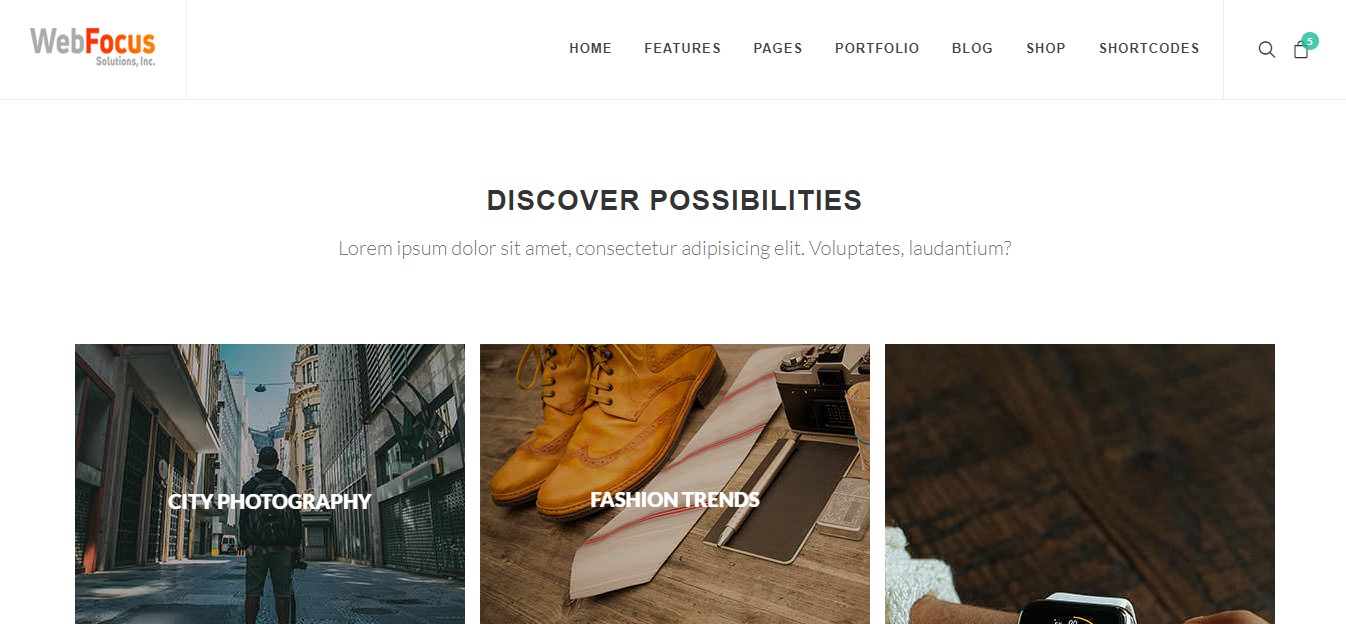 WebFocus
Solutions, Inc.
HOME FEATURES PAGES PORTFOLIO BLOG SHOP SHORTCODES
5
DISCOVER POSSIBILITIES
Lorem ipsum dolor sit amet, consectetur adipisicing elit. Voluptates, laudantium?
CITY PHOTOGRAPHY
FASHION TRENDS